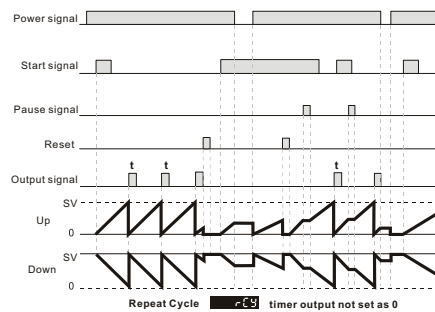 Power signal
Start signal
Pause signal
Reset
t t t
Output signal
SV
Up
0
SV
Down
0
Repeat Cycle rCY timer output not set as 0